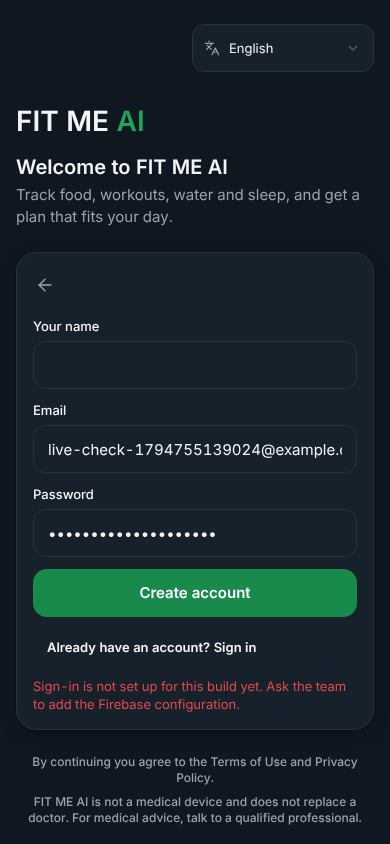 English
FIT ME AI
Welcome to FIT ME AI
Track food, workouts, water and sleep, and get a
plan that fits your day.
Your name
Email
live-check-1794755139024@example.c
Password
••••••••••••••••••••
Create account
Already have an account? Sign in
Sign-in is not set up for this build yet. Ask the team
to add the Firebase configuration.
By continuing you agree to the Terms of Use and Privacy
Policy.
FIT ME AI is not a medical device and does not replace a
doctor. For medical advice, talk to a qualified professional.